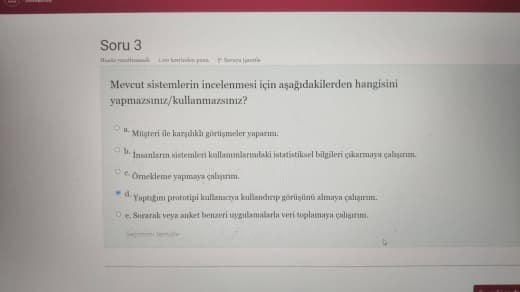 Soru 3
Henüz yanıtlanmadı 1,00 üzerinden puan Soruyu işaretle
Mevcut sistemlerin incelenmesi için aşağıdakilerden hangisini
yapmazsınız/kullanmazsınız?
a. Müşteri ile karşılıklı görüşmeler yaparım.
b. İnsanların sistemleri kullanımlarındaki istatistiksel bilgileri çıkarmaya çalışırım.
c. Örnekleme yapmaya çalışırım.
d. Yaptığım prototipi kullanıcıya kullandırıp görüşünü almaya çalışırım.
e. Sorarak veya anket benzeri uygulamalarla veri toplamaya çalışırım.
Seçimimi temizle